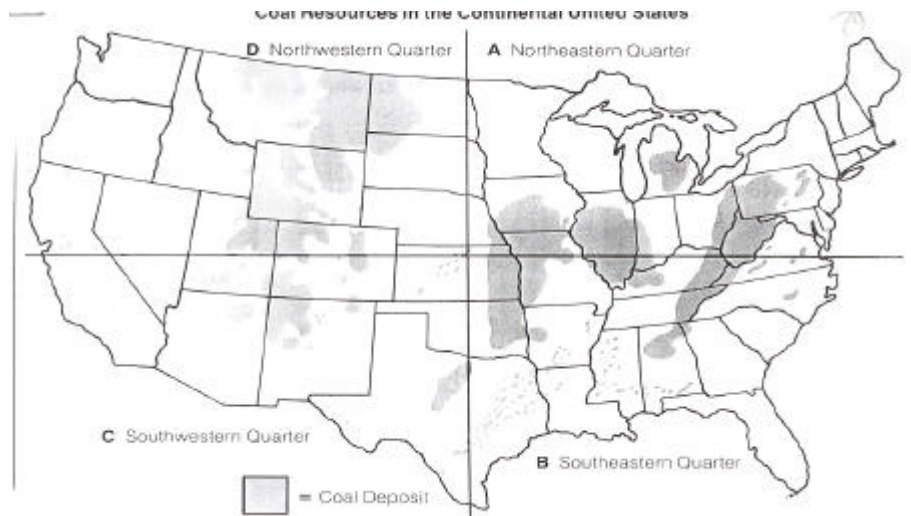 Coal Resources in the Continental United States
D Northwestern Quarter
A Northeastern Quarter
C Southwestern Quarter
B Southeastern Quarter
= Coal Deposit